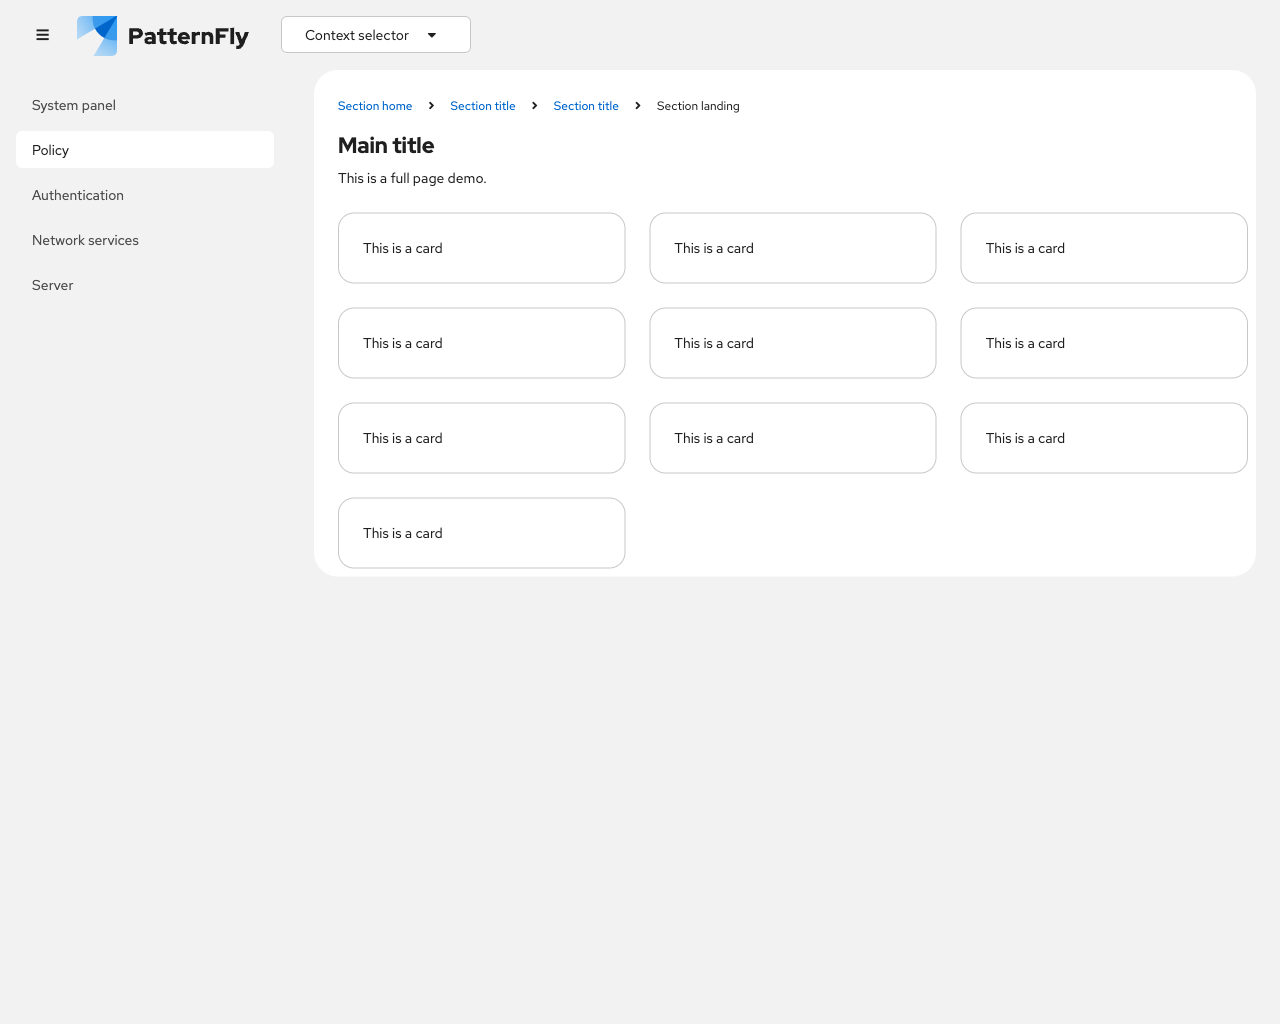 PatternFly
Context selector
System panel
Policy
Authentication
Network services
Server
Section home
Section title
Section title
Section landing
Main title
This is a full page demo.
This is a card
This is a card
This is a card
This is a card
This is a card
This is a card
This is a card
This is a card
This is a card
This is a card